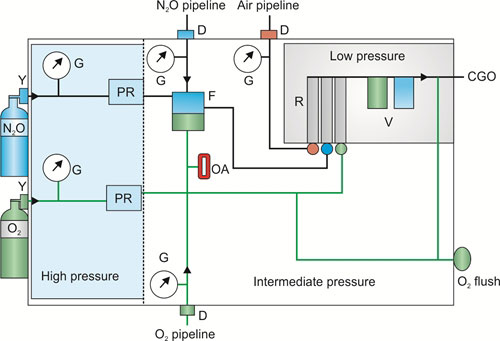 N₂O pipeline
Air pipeline
D
D
G
G
Low pressure
CGO
Y
G
PR
F
R
V
N₂O
Y
G
OA
PR
O₂
G
High pressure
Intermediate pressure
O₂ flush
D
O₂ pipeline